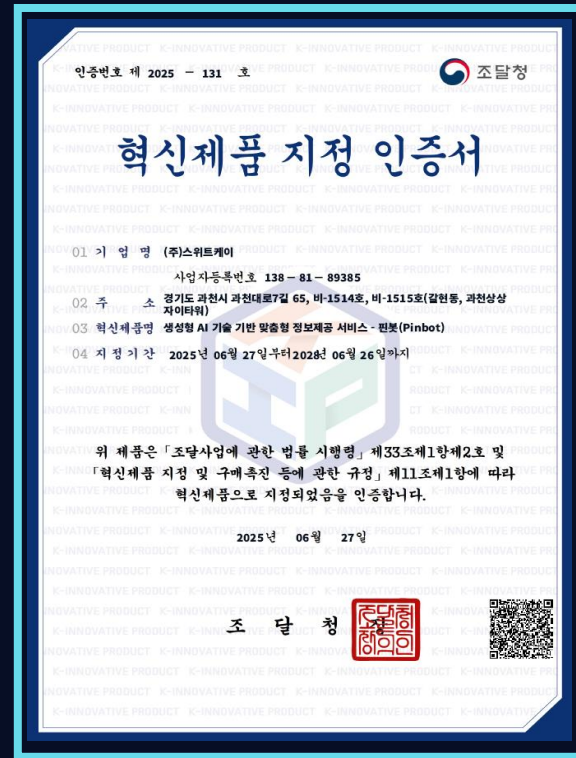 인증번호 제 2025 - 131 호
조달청
혁신제품 지정 인증서
01 기 업 명 (주)스위트케이
사업자등록번호 138 - 81 - 89385
02 주 소 경기도 과천시 과천대로7길 65, 비-1514호, 비-1515호(갈현동, 과천상상
자이타워)
03 혁신제품명 생성형 AI 기술 기반 맞춤형 정보제공 서비스 - 핀봇(Pinbot)
04 지 정 기 간 2025년 06월 27일부터2028년 06월 26일까지
위 제품은 「조달사업에 관한 법률 시행령」 제33조제1항제2호 및
「혁신제품 지정 및 구매촉진 등에 관한 규정」 제11조제1항에 따라
혁신제품으로 지정되었음을 인증합니다.
2025년 06월 27일
조 달 청 장